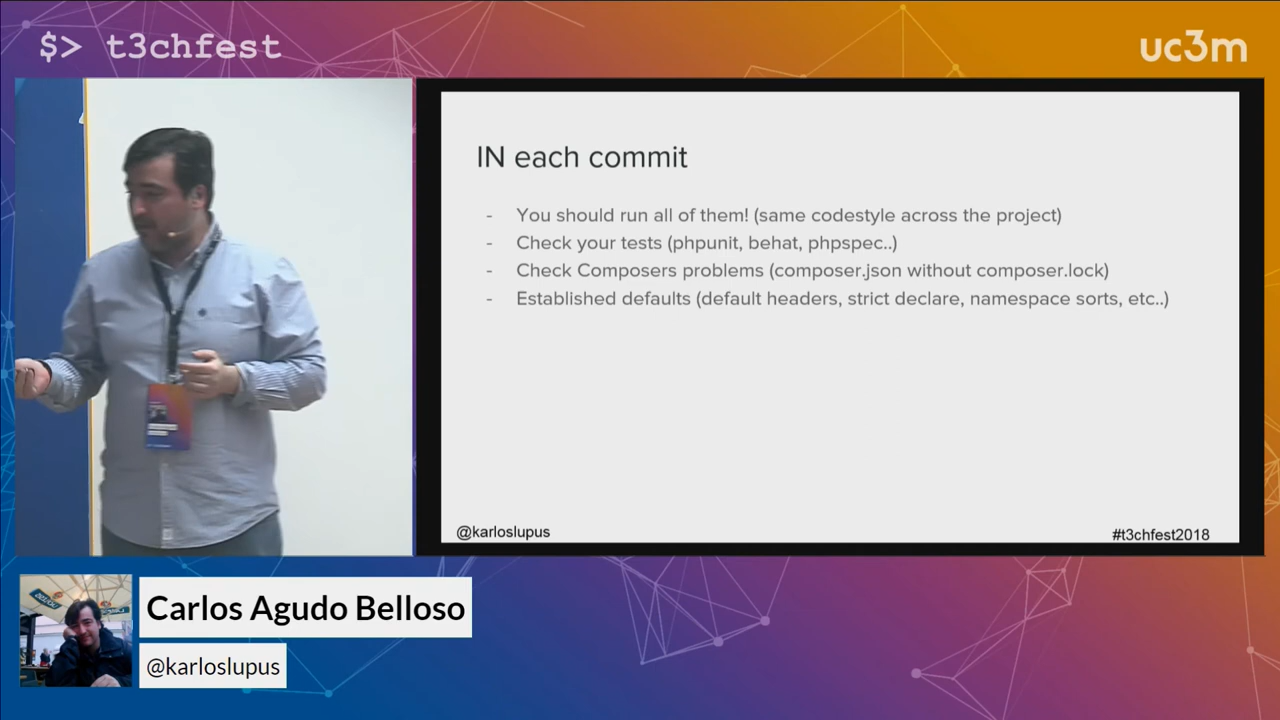 $> t3chfest
uc3m
IN each commit
- You should run all of them! (same codestyle across the project)
- Check your tests (phpunit, behat, phpspec..)
- Check Composers problems (composer.json without composer.lock)
- Established defaults (default headers, strict declare, namespace sorts, etc..)
@karloslupus
#t3chfest2018
Carlos Agudo Belloso
@karloslupus